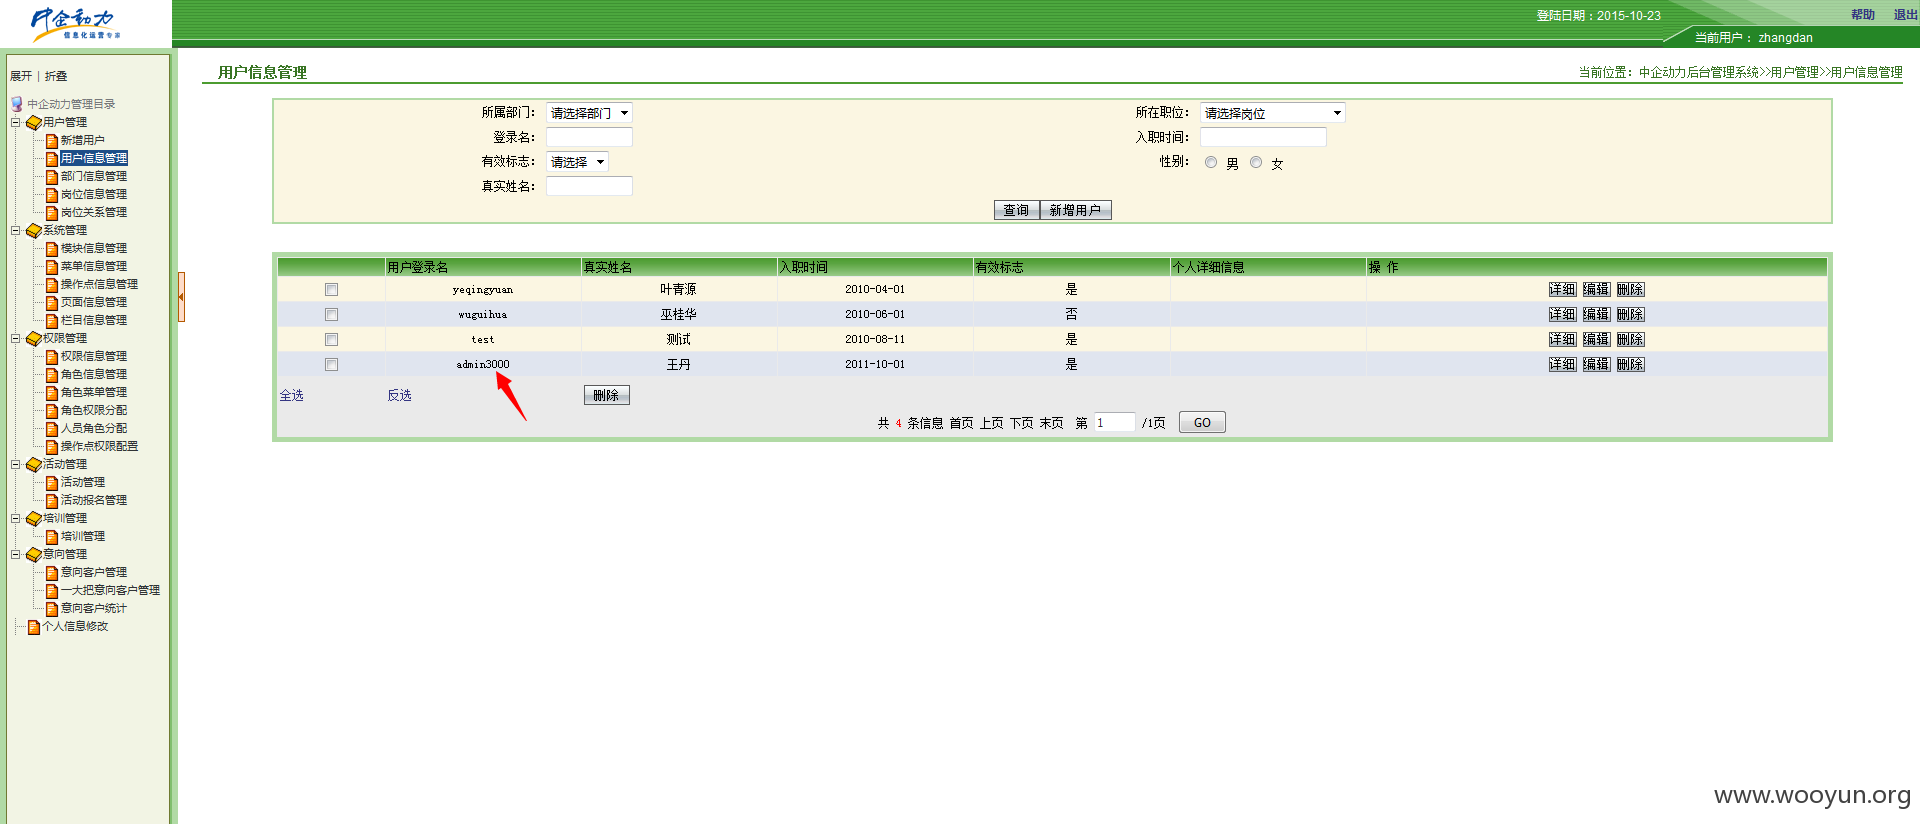 中企动力
信息化运营专家
登陆日期：2015-10-23
帮助 退出
当前用户： zhangdan
展开 | 折叠
中企动力管理目录
用户管理
新增用户
用户信息管理
部门信息管理
岗位信息管理
岗位关系管理
系统管理
模块信息管理
菜单信息管理
操作点信息管理
页面信息管理
栏目信息管理
权限管理
权限信息管理
角色信息管理
角色菜单管理
角色权限分配
人员角色分配
操作点权限配置
活动管理
活动管理
活动报名管理
培训管理
培训管理
意向管理
意向客户管理
一大把意向客户管理
意向客户统计
个人信息修改
用户信息管理
当前位置：中企动力后台管理系统>>用户管理>>用户信息管理
所属部门： 请选择部门 所在职位： 请选择岗位
登录名： 入职时间：
有效标志： 请选择 性别： 男 女
真实姓名：
查询 新增用户
用户登录名 真实姓名 入职时间 有效标志 个人详细信息 操 作
yeqingyuan 叶青源 2010-04-01 是 详细 编辑 删除
wuguihua 巫桂华 2010-06-01 否 详细 编辑 删除
test 测试 2010-08-11 是 详细 编辑 删除
admin3000 王丹 2011-10-01 是 详细 编辑 删除
全选 反选 删除
共 4 条信息 首页 上页 下页 末页 第 1 /1页 GO
www.wooyun.org